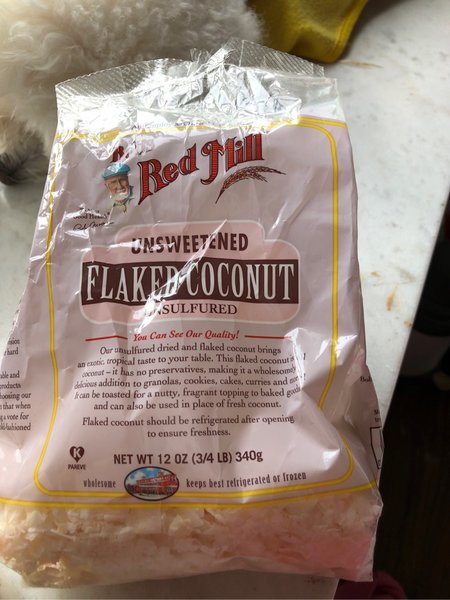 Red Mill
UNSWEETENED
FLAKED COCONUT
UNSULFURED
You Can See Our Quality!
Our unsulfured dried and flaked coconut brings
an exotic, tropical taste to your table. This flaked coconut is all
coconut – it has no preservatives, making it a wholesome,
delicious addition to granolas, cookies, cakes, curries and more.
It can be toasted for a nutty, fragrant topping to baked goods
and can also be used in place of fresh coconut.
Flaked coconut should be refrigerated after opening
to ensure freshness.
K
PAREVE
NET WT 12 OZ (3/4 LB) 340g
wholesome
keeps best refrigerated or frozen